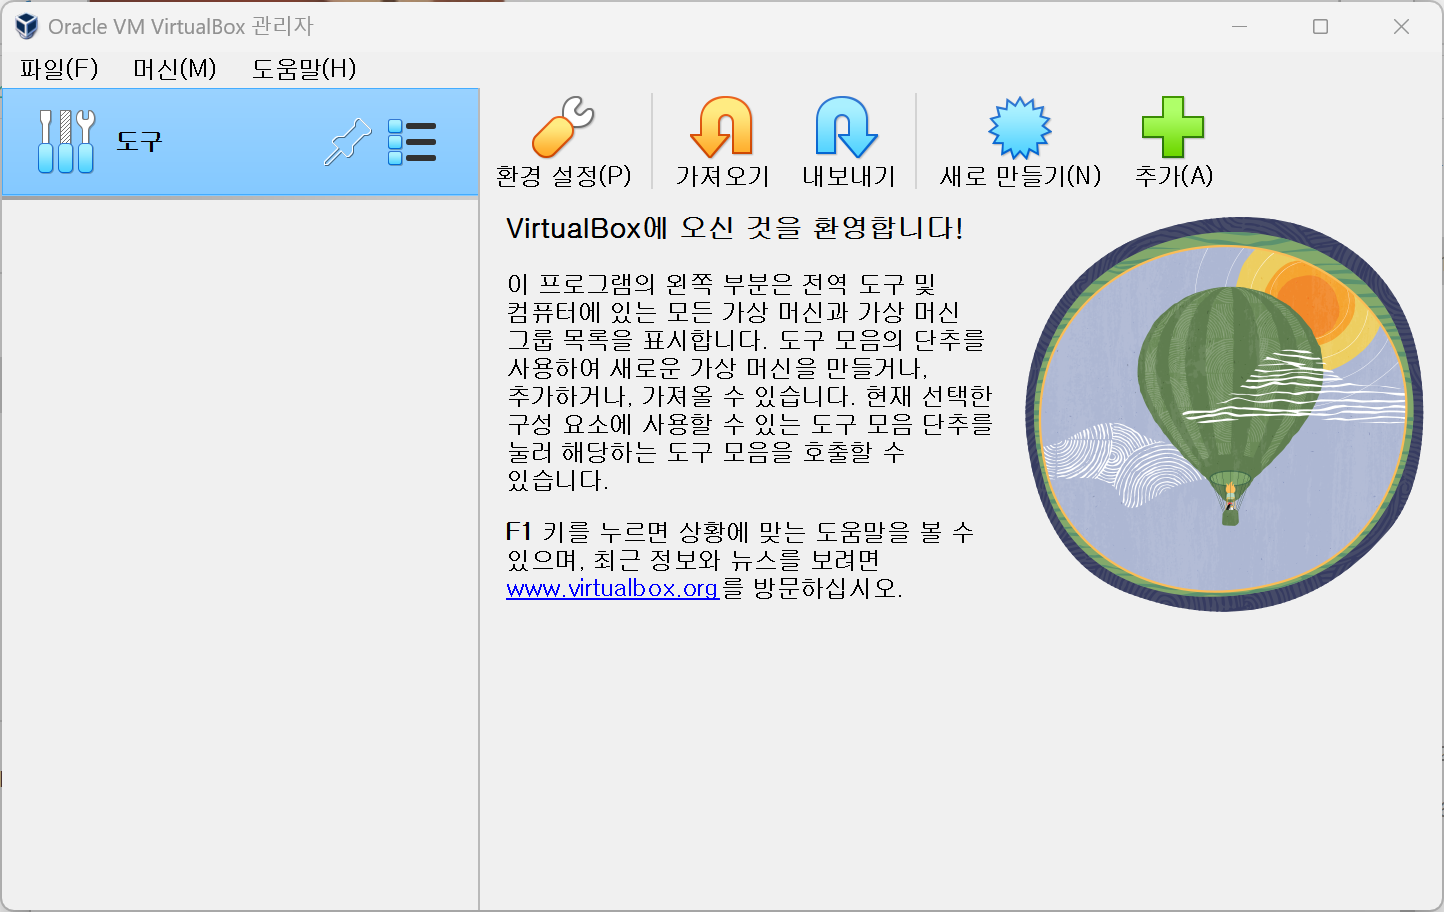 Oracle VM VirtualBox 관리자
파일(F) 머신(M) 도움말(H)
도구
환경 설정(P) 가져오기 내보내기 새로 만들기(N) 추가(A)
VirtualBox에 오신 것을 환영합니다!
이 프로그램의 왼쪽 부분은 전역 도구 및
컴퓨터에 있는 모든 가상 머신과 가상 머신
그룹 목록을 표시합니다. 도구 모음의 단추를
사용하여 새로운 가상 머신을 만들거나,
추가하거나, 가져올 수 있습니다. 현재 선택한
구성 요소에 사용할 수 있는 도구 모음 단추를
눌러 해당하는 도구 모음을 호출할 수
있습니다.
F1 키를 누르면 상황에 맞는 도움말을 볼 수
있으며, 최근 정보와 뉴스를 보려면
www.virtualbox.org를 방문하십시오.